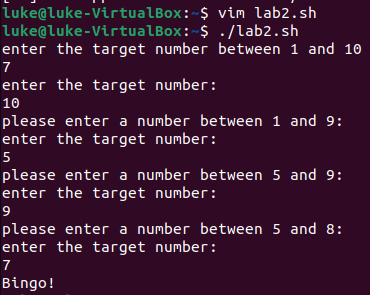 luke@luke-VirtualBox:~$ vim lab2.sh
luke@luke-VirtualBox:~$ ./lab2.sh
enter the target number between 1 and 10
7
enter the target number:
10
please enter a number between 1 and 9:
enter the target number:
5
please enter a number between 5 and 9:
enter the target number:
9
please enter a number between 5 and 8:
enter the target number:
7
Bingo!